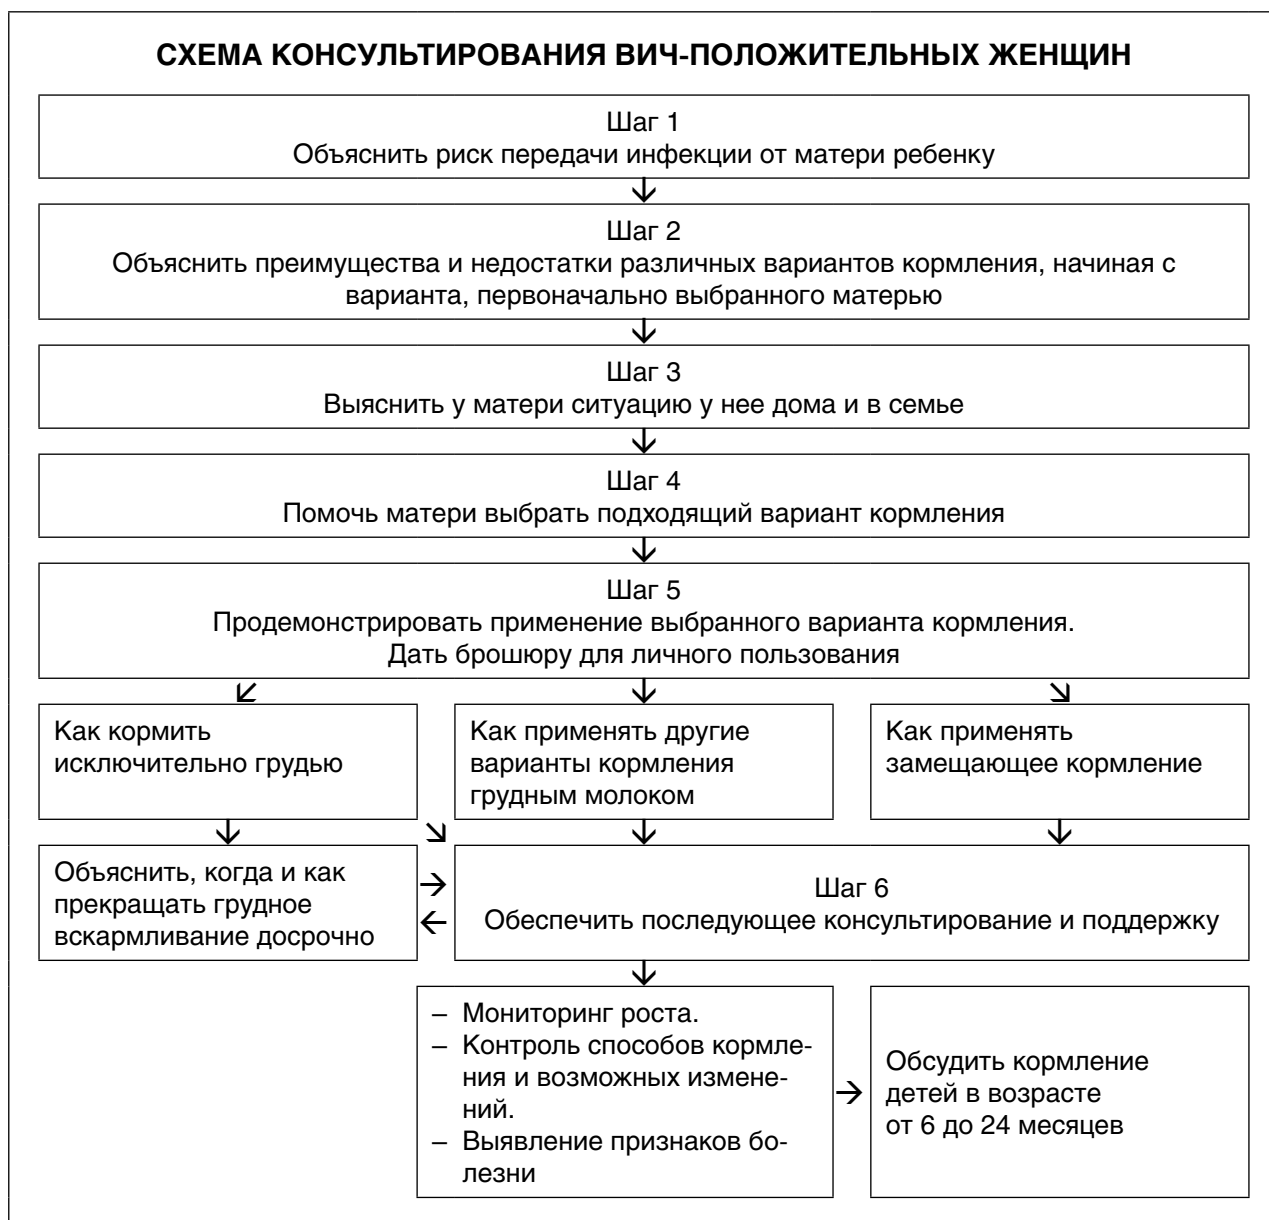 СХЕМА КОНСУЛЬТИРОВАНИЯ ВИЧ-ПОЛОЖИТЕЛЬНЫХ ЖЕНЩИН
Шаг 1
Объяснить риск передачи инфекции от матери ребенку
Шаг 2
Объяснить преимущества и недостатки различных вариантов кормления, начиная с
варианта, первоначально выбранного матерью
Шаг 3
Выяснить у матери ситуацию у нее дома и в семье
Шаг 4
Помочь матери выбрать подходящий вариант кормления
Шаг 5
Продемонстрировать применение выбранного варианта кормления.
Дать брошюру для личного пользования
Как кормить
исключительно грудью
Как применять другие
варианты кормления
грудным молоком
Как применять
замещающее кормление
Объяснить, когда и как
прекращать грудное
вскармливание досрочно
Шаг 6
Обеспечить последующее консультирование и поддержку
– Мониторинг роста.
– Контроль способов кормле-
ния и возможных измене-
ний.
– Выявление признаков бо-
лезни
Обсудить кормление
детей в возрасте
от 6 до 24 месяцев